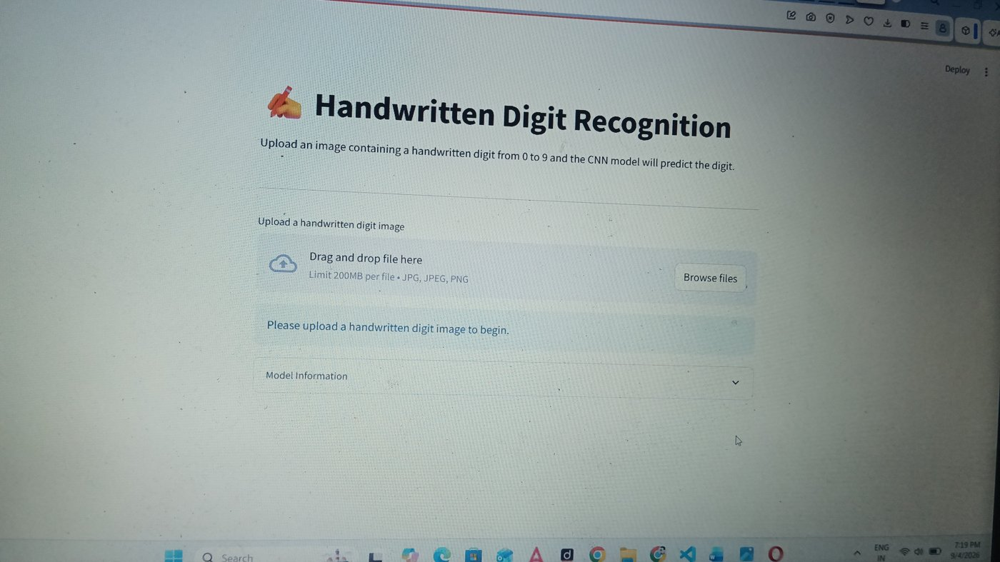 Deploy
Handwritten Digit Recognition
Upload an image containing a handwritten digit from 0 to 9 and the CNN model will predict the digit.
Upload a handwritten digit image
Drag and drop file here
Limit 200MB per file • JPG, JPEG, PNG
Browse files
Please upload a handwritten digit image to begin.
Model Information
Search
ENG
IN
7:19 PM
9/4/2026